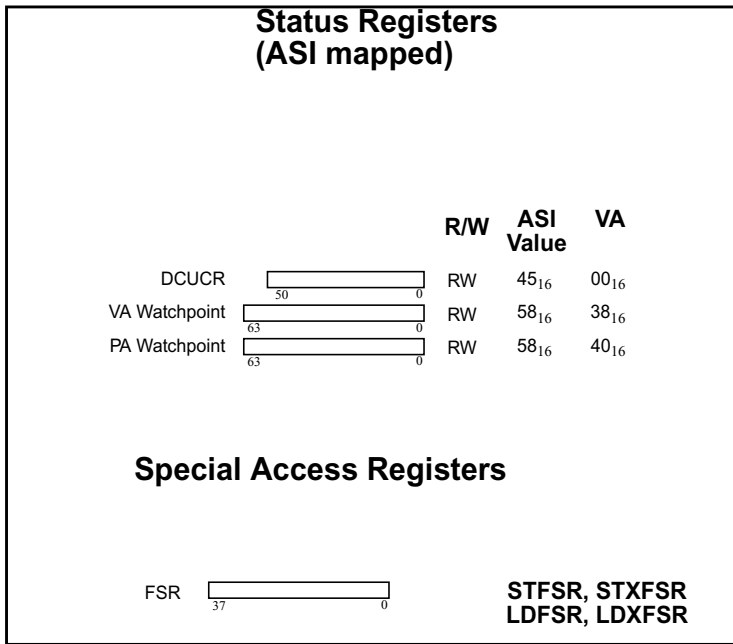 Status Registers
(ASI mapped)
R/W ASI Value VA
DCUCR 50 0 RW 45₁₆ 00₁₆
VA Watchpoint 63 0 RW 58₁₆ 38₁₆
PA Watchpoint 63 0 RW 58₁₆ 40₁₆
Special Access Registers
FSR 37 0 STFSR, STXFSR
LDFSR, LDXFSR